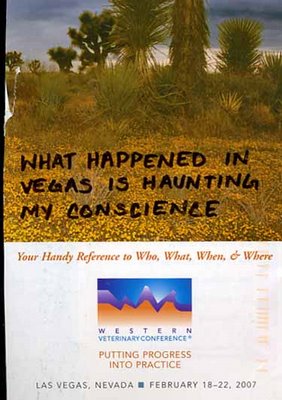 WHAT HAPPENED IN
VEGAS IS HAUNTING
MY CONSCIENCE
Your Handy Reference to Who, What, When, & Where
WESTERN
VETERINARY CONFERENCE®
PUTTING PROGRESS
INTO PRACTICE
LAS VEGAS, NEVADA ■ FEBRUARY 18–22, 2007